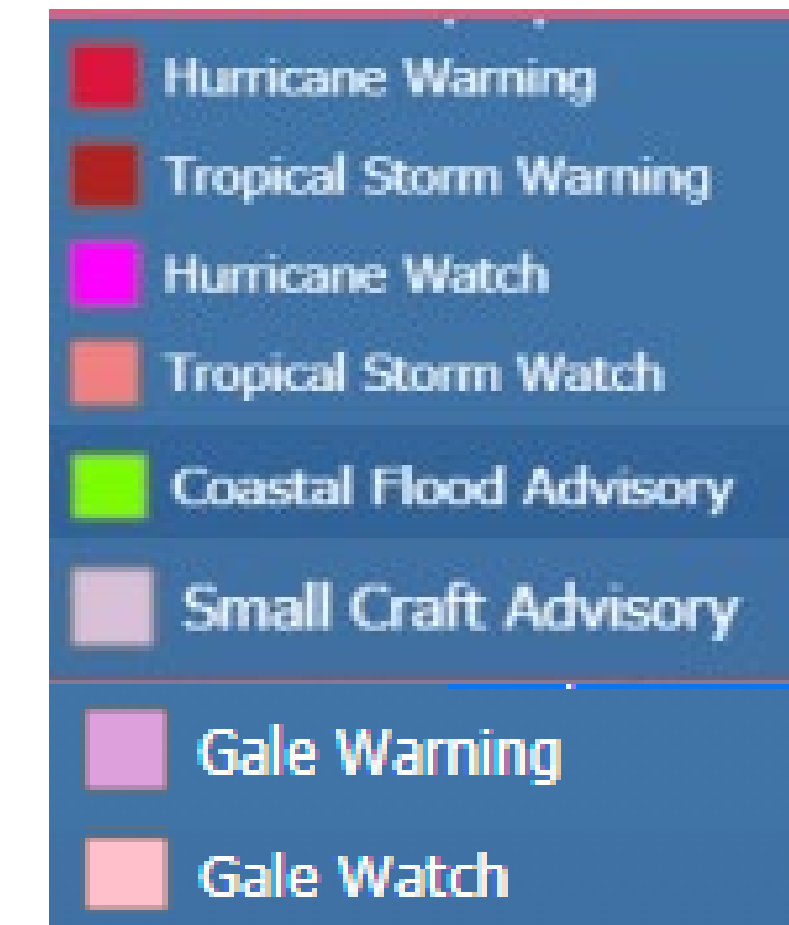 Hurricane Warning
Tropical Storm Warning
Hurricane Watch
Tropical Storm Watch
Coastal Flood Advisory
Small Craft Advisory
Gale Warning
Gale Watch